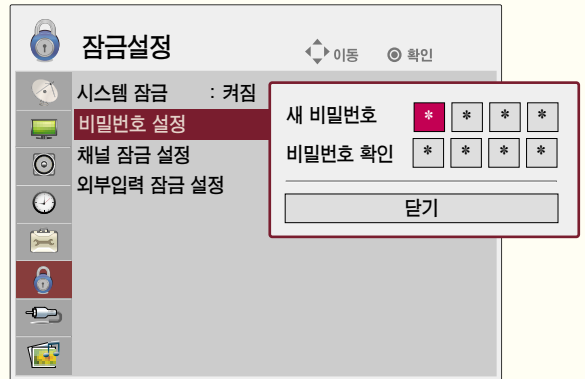 잠금설정
이동 확인
시스템 잠금 : 켜짐
비밀번호 설정
채널 잠금 설정
외부입력 잠금 설정
새 비밀번호 * * * *
비밀번호 확인 * * * *
닫기